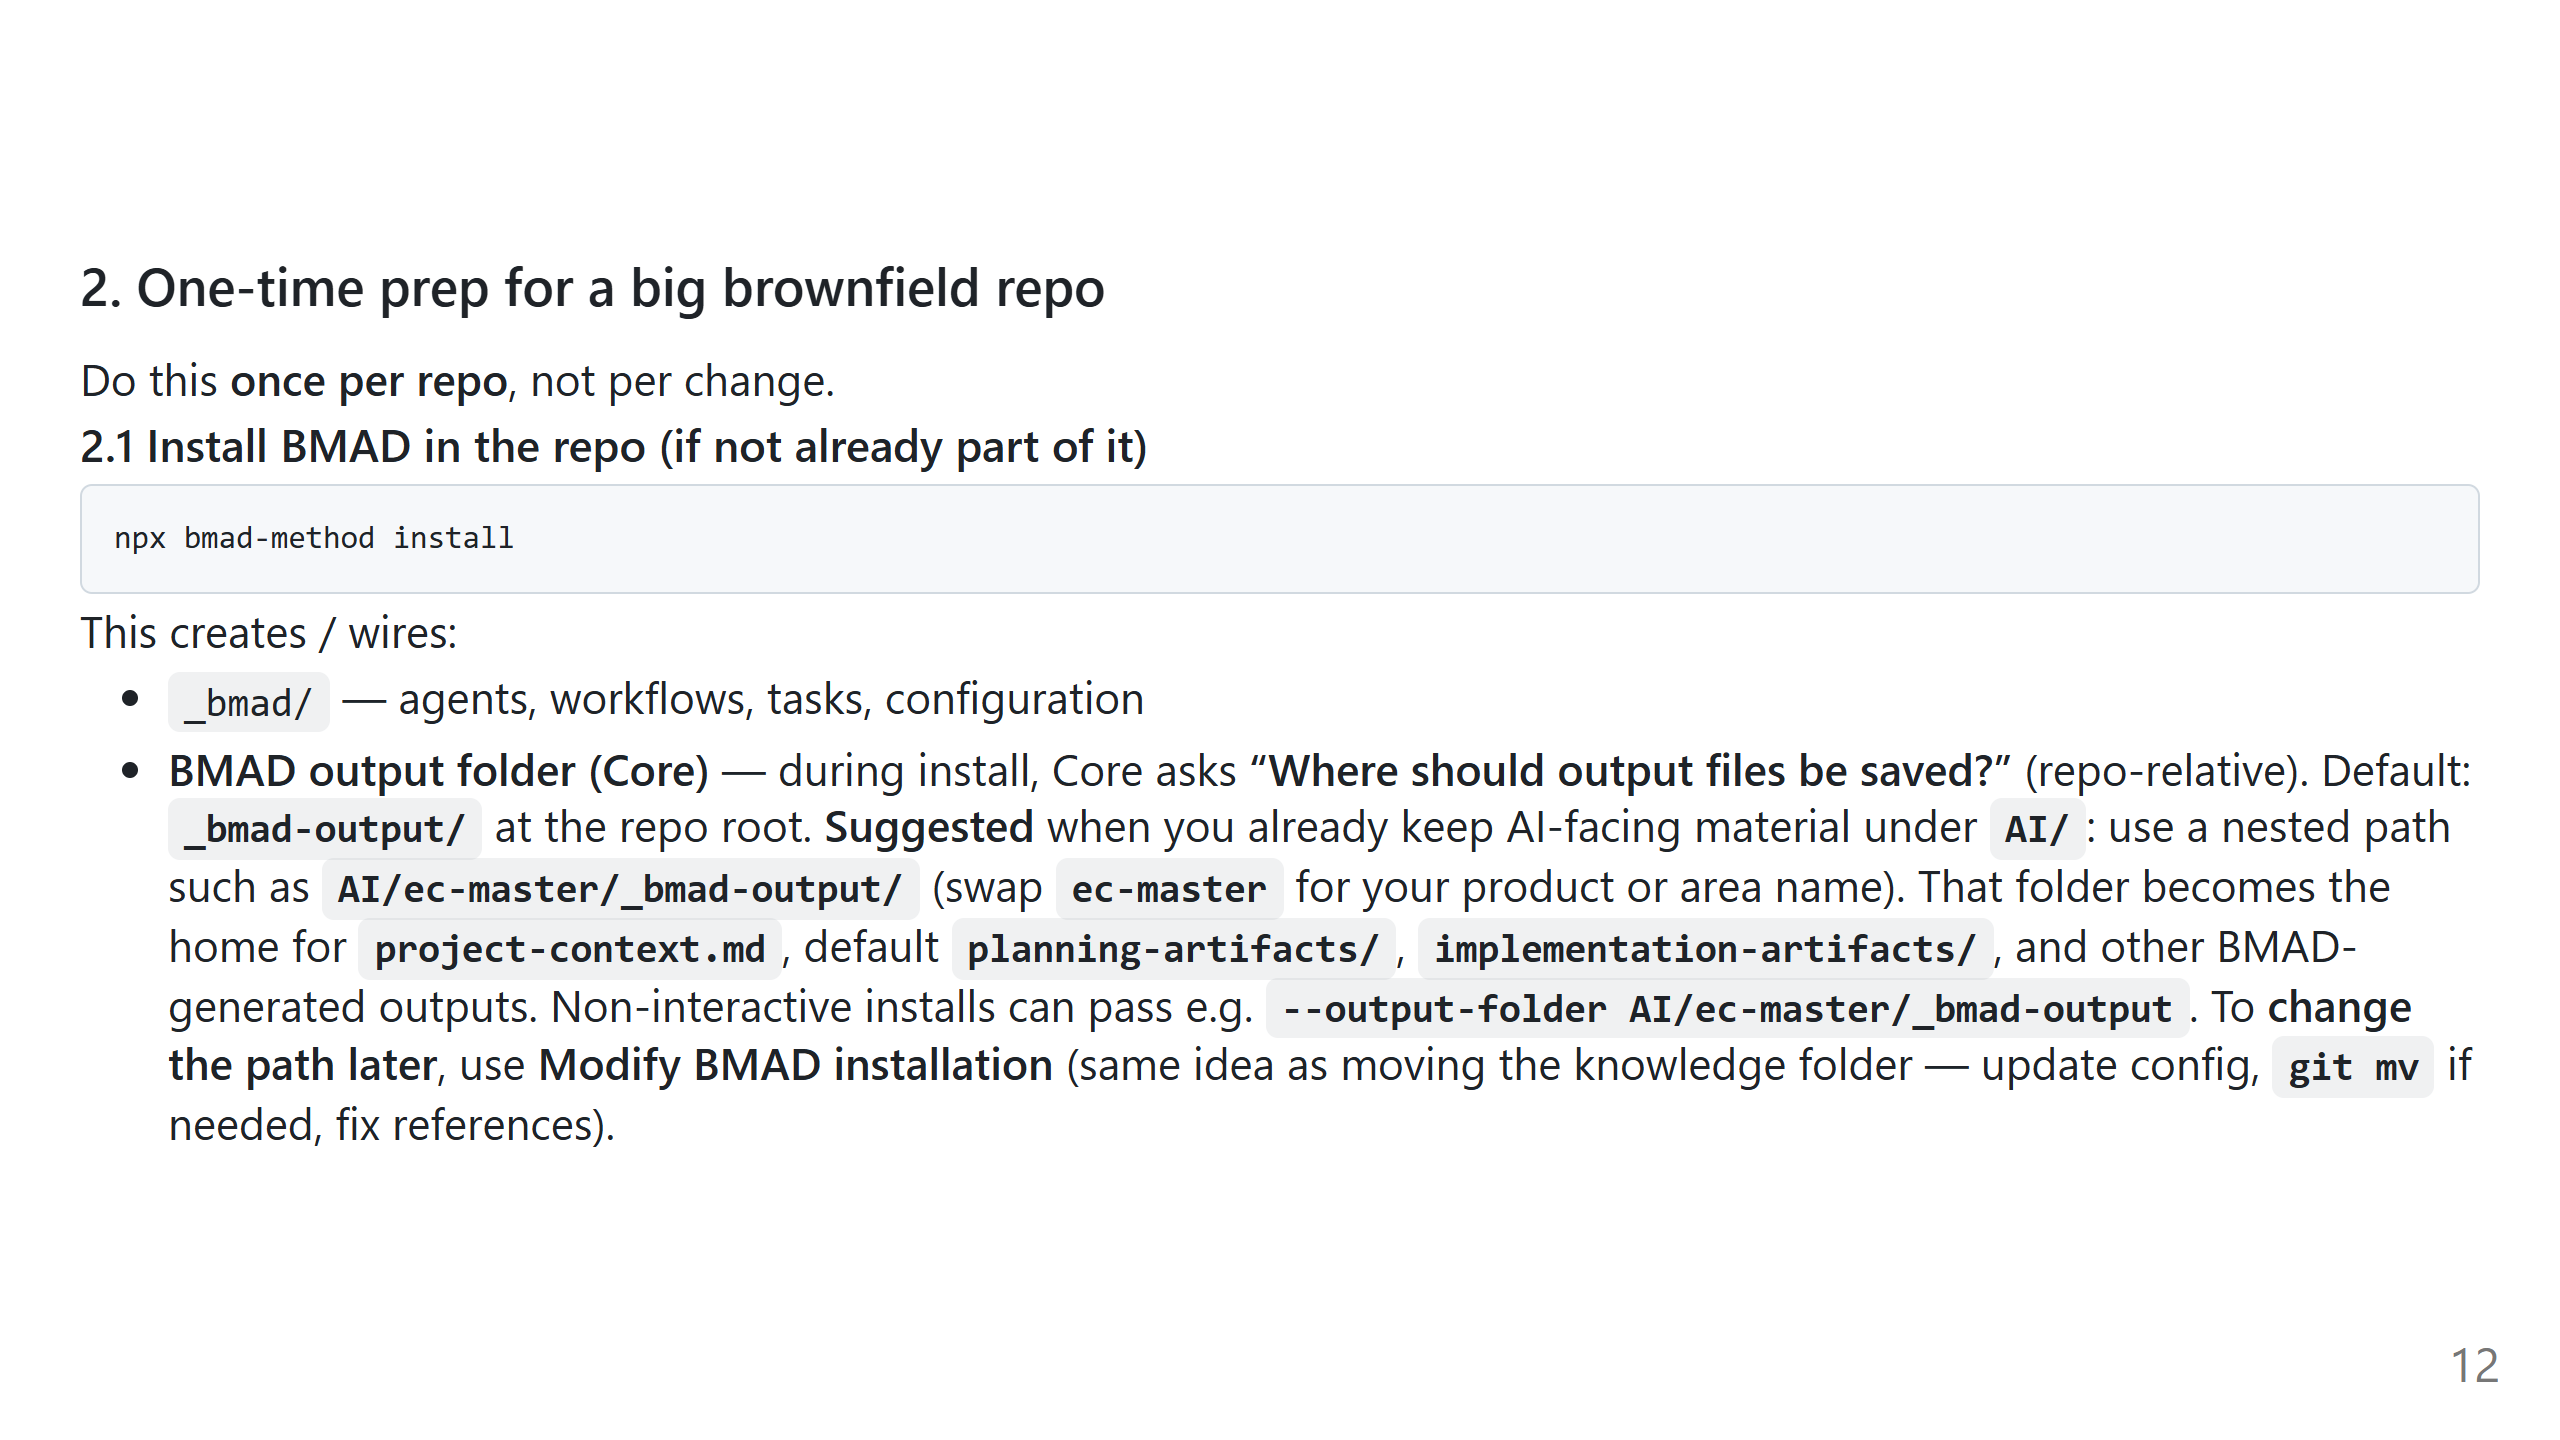 2. One-time prep for a big brownfield repo
Do this once per repo, not per change.
2.1 Install BMAD in the repo (if not already part of it)
npx bmad-method install
This creates / wires:
• _bmad/ — agents, workflows, tasks, configuration
• BMAD output folder (Core) — during install, Core asks “Where should output files be saved?” (repo-relative). Default:
_bmad-output/ at the repo root. Suggested when you already keep AI-facing material under AI/ : use a nested path
such as AI/ec-master/_bmad-output/ (swap ec-master for your product or area name). That folder becomes the
home for project-context.md , default planning-artifacts/ , implementation-artifacts/ , and other BMAD-
generated outputs. Non-interactive installs can pass e.g. --output-folder AI/ec-master/_bmad-output . To change
the path later, use Modify BMAD installation (same idea as moving the knowledge folder — update config, git mv if
needed, fix references).
12